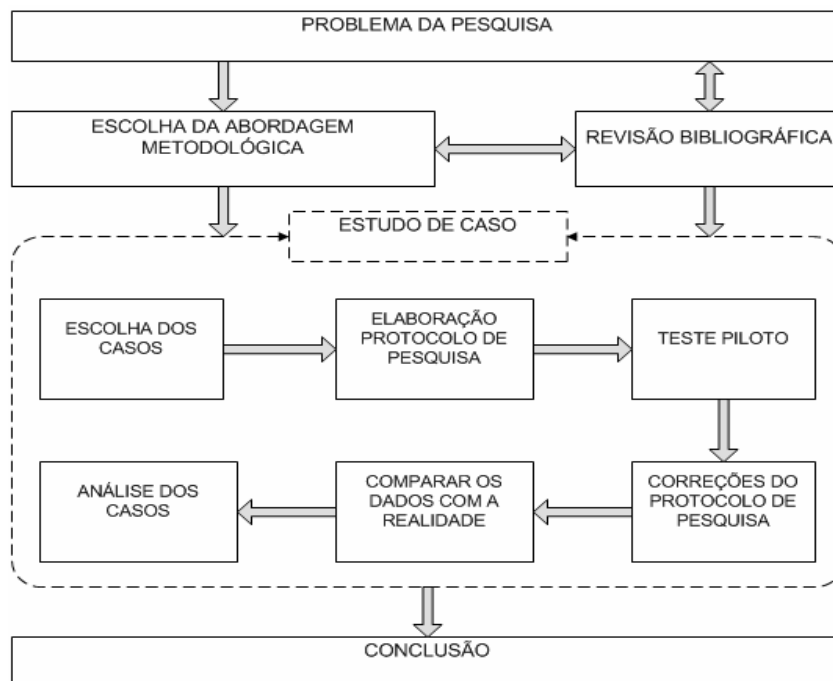 PROBLEMA DA PESQUISA
ESCOLHA DA ABORDAGEM
METODOLÓGICA
REVISÃO BIBLIOGRÁFICA
ESTUDO DE CASO
ESCOLHA DOS
CASOS
ELABORAÇÃO
PROTOCOLO DE
PESQUISA
TESTE PILOTO
ANÁLISE DOS
CASOS
COMPARAR OS
DADOS COM A
REALIDADE
CORREÇÕES DO
PROTOCOLO DE
PESQUISA
CONCLUSÃO